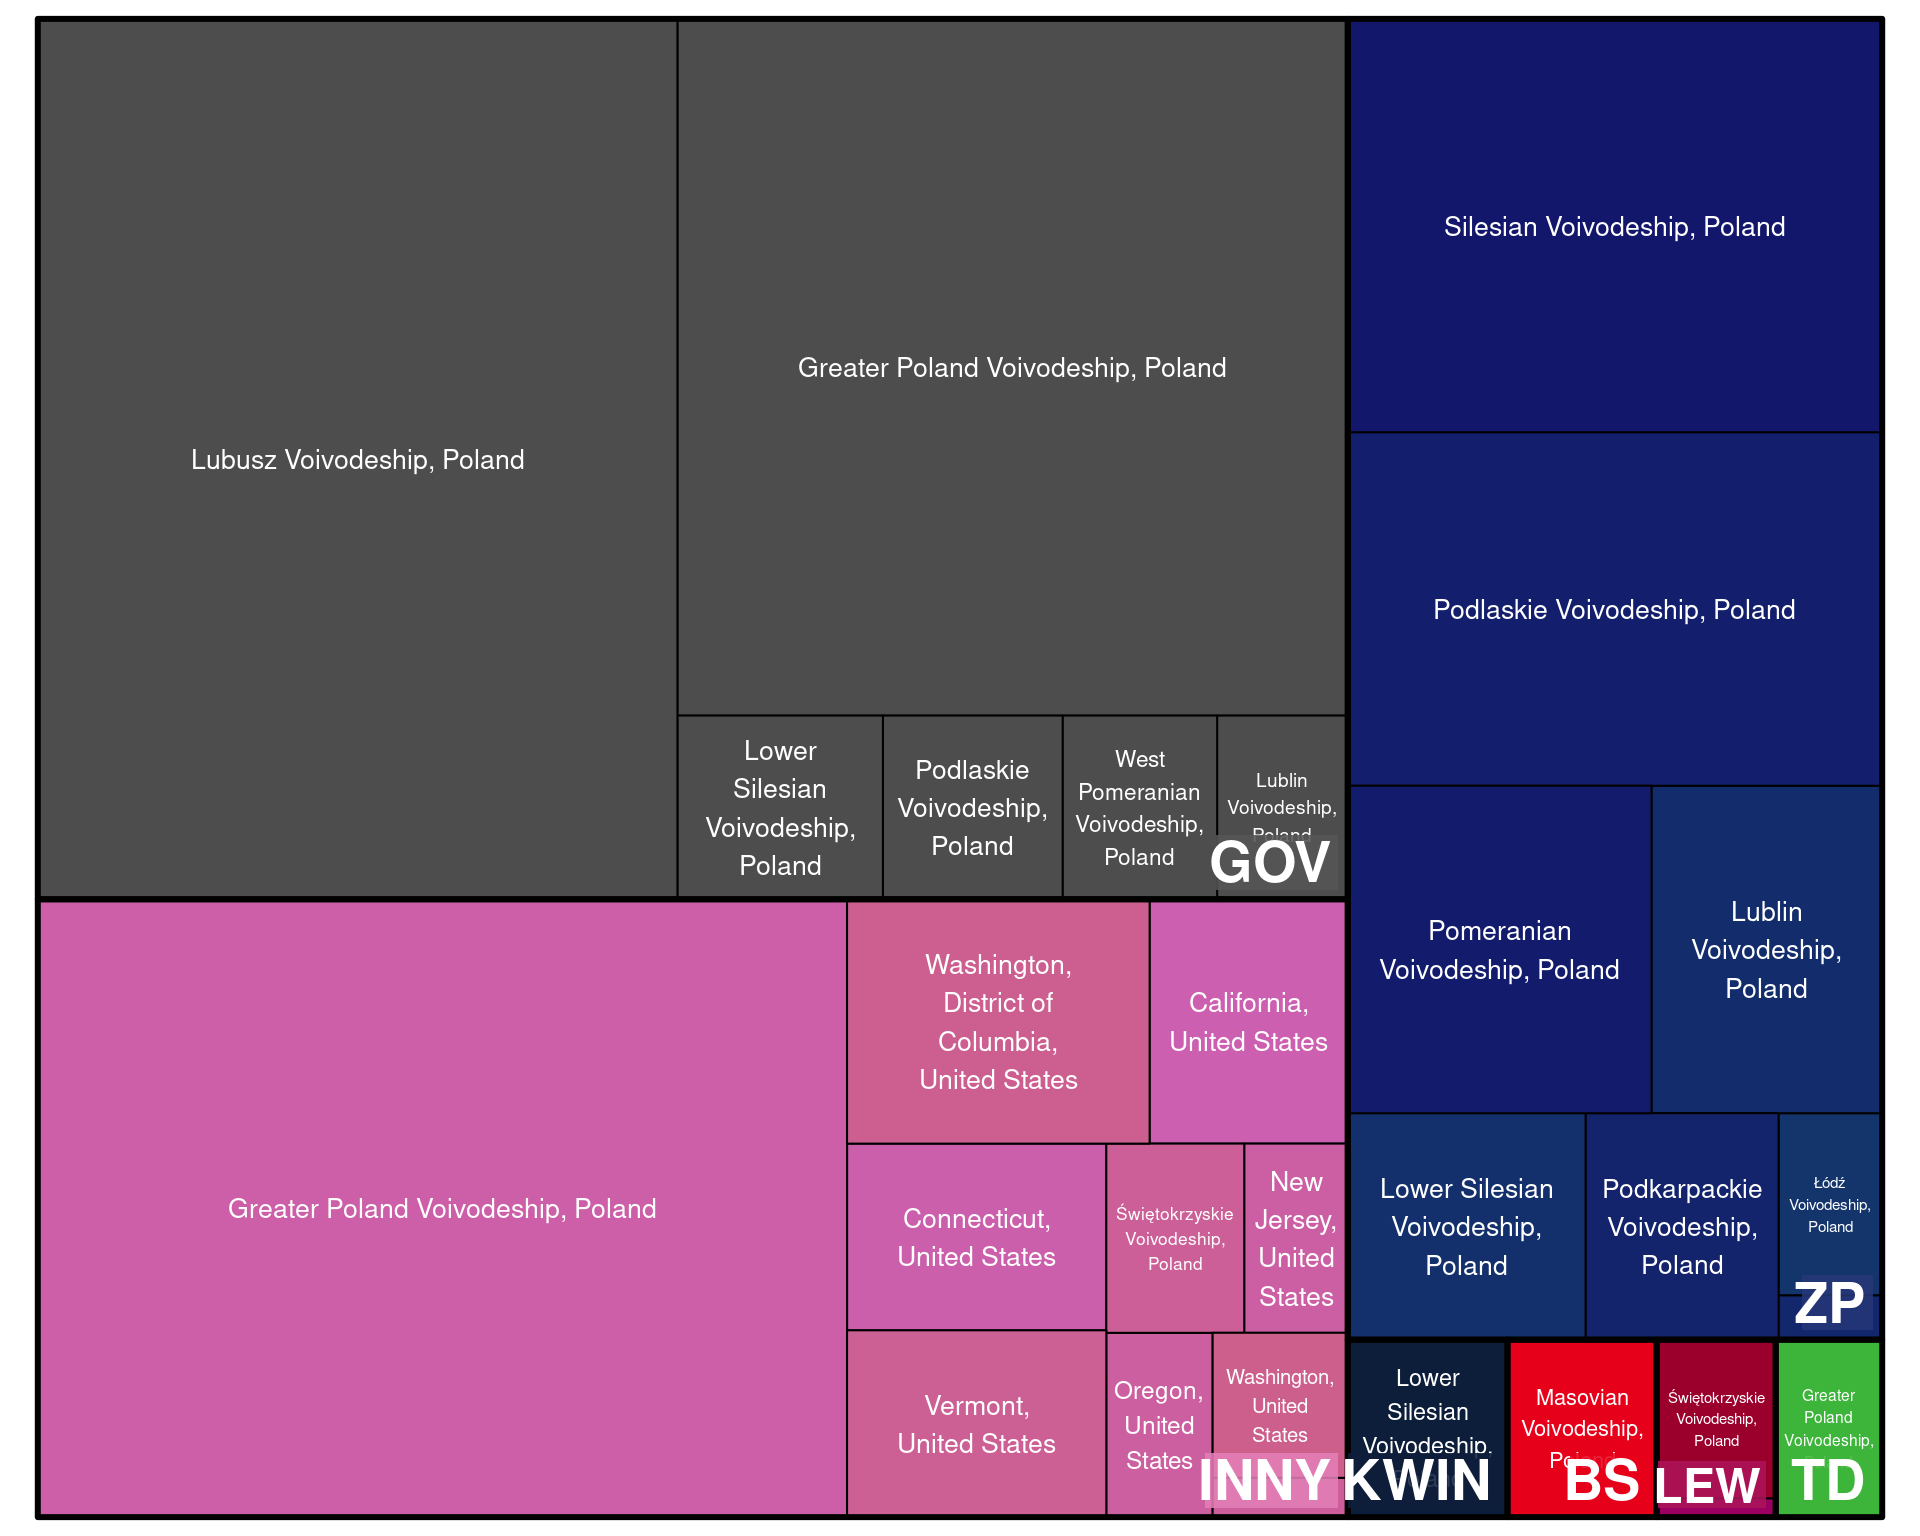 Lubusz Voivodeship, Poland
Greater Poland Voivodeship, Poland
Lower
Silesian
Voivodeship,
Poland
Podlaskie
Voivodeship,
Poland
West
Pomeranian
Voivodeship,
Poland
Lublin
Voivodeship,
Poland
GOV
Greater Poland Voivodeship, Poland
Washington,
District of
Columbia,
United States
California,
United States
Connecticut,
United States
Świętokrzyskie
Voivodeship,
Poland
New
Jersey,
United
States
Vermont,
United States
Oregon,
United
States
Washington,
United
States
INNY
Silesian Voivodeship, Poland
Podlaskie Voivodeship, Poland
Pomeranian
Voivodeship, Poland
Lublin
Voivodeship,
Poland
Lower Silesian
Voivodeship,
Poland
Podkarpackie
Voivodeship,
Poland
Łódź
Voivodeship,
Poland
ZP
Lower
Silesian
Voivodeship,
KWIN
Masovian
Voivodeship,
BS
Świętokrzyskie
Voivodeship,
Poland
LEW
Greater
Poland
Voivodeship,
TD